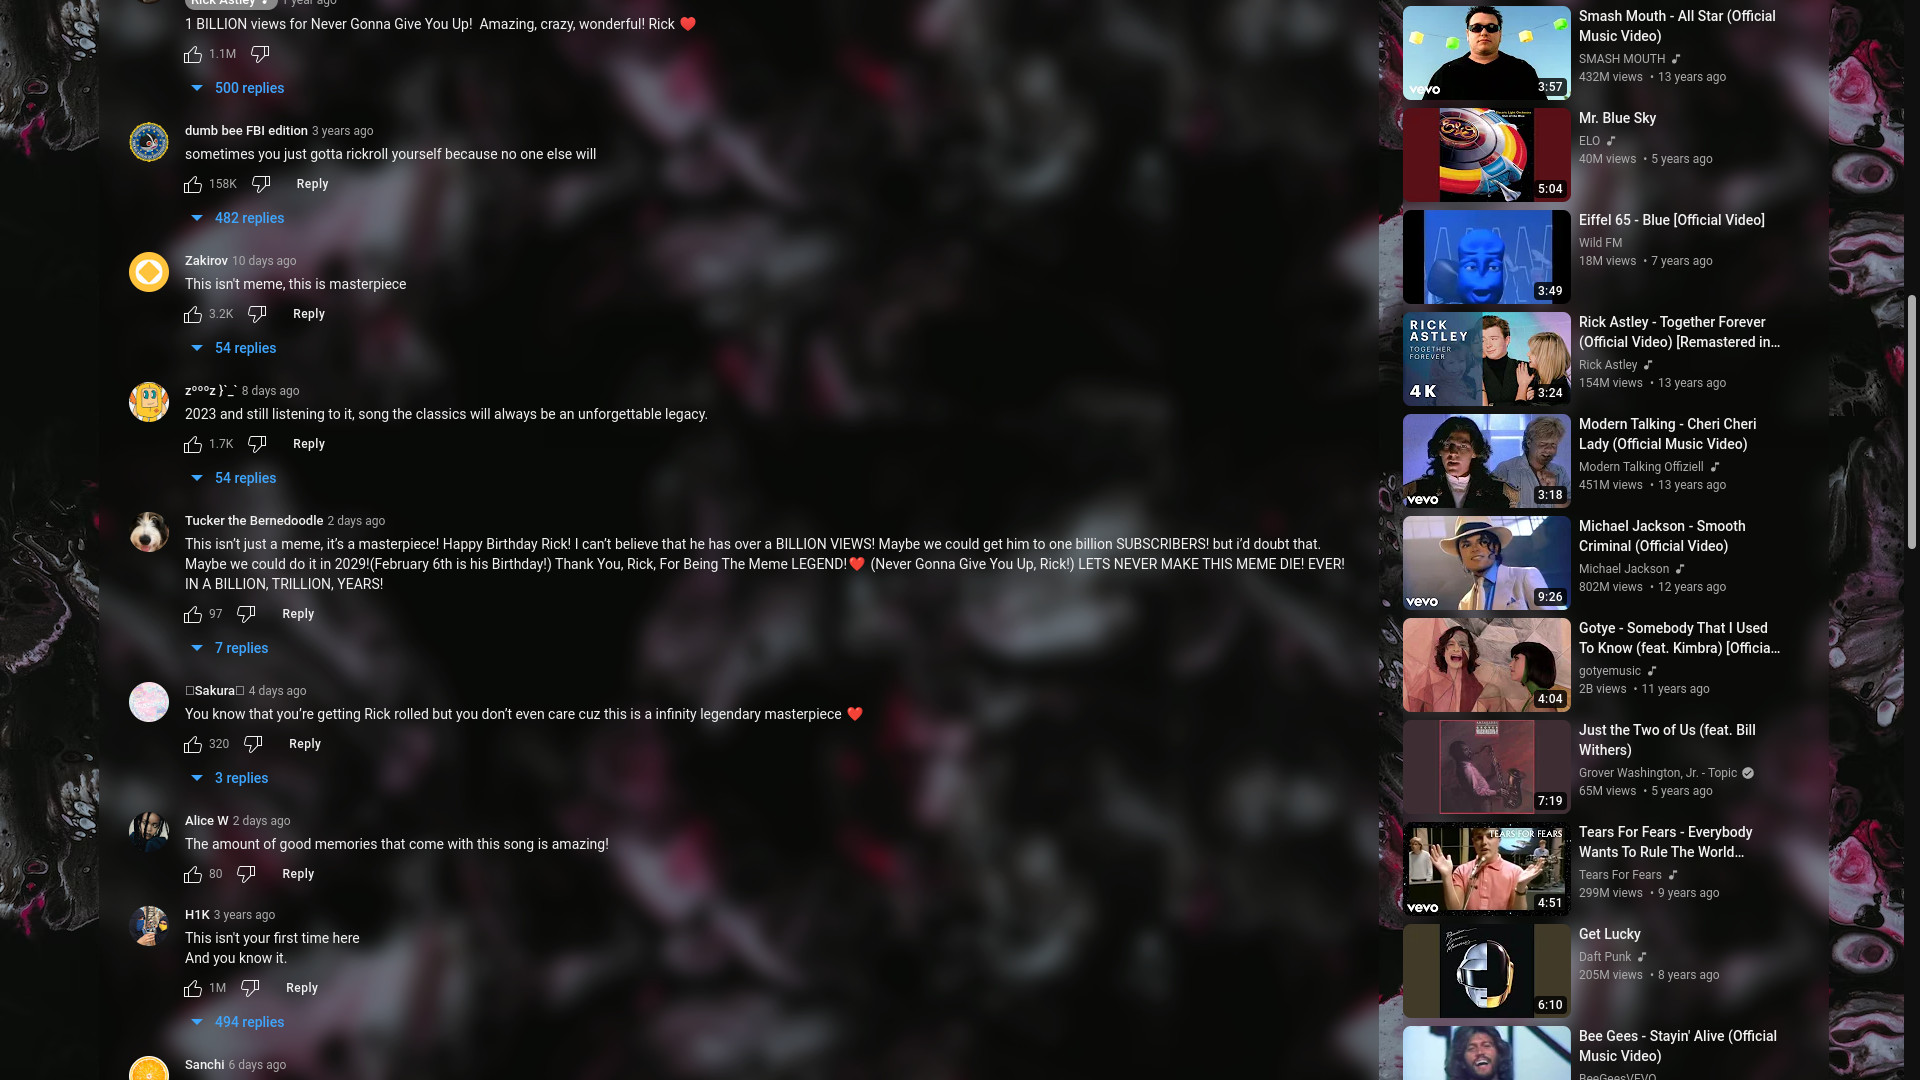 Rick Astley 1 year ago
1 BILLION views for Never Gonna Give You Up! Amazing, crazy, wonderful! Rick ❤️
1.1M
500 replies
dumb bee FBI edition 3 years ago
sometimes you just gotta rickroll yourself because no one else will
158K Reply
482 replies
Zakirov 10 days ago
This isn't meme, this is masterpiece
3.2K Reply
54 replies
zºººz }`_` 8 days ago
2023 and still listening to it, song the classics will always be an unforgettable legacy.
1.7K Reply
54 replies
Tucker the Bernedoodle 2 days ago
This isn’t just a meme, it’s a masterpiece! Happy Birthday Rick! I can’t believe that he has over a BILLION VIEWS! Maybe we could get him to one billion SUBSCRIBERS! but i’d doubt that.
Maybe we could do it in 2029!(February 6th is his Birthday!) Thank You, Rick, For Being The Meme LEGEND!❤️ (Never Gonna Give You Up, Rick!) LETS NEVER MAKE THIS MEME DIE! EVER!
IN A BILLION, TRILLION, YEARS!
97 Reply
7 replies
□Sakura□ 4 days ago
You know that you’re getting Rick rolled but you don’t even care cuz this is a infinity legendary masterpiece ❤️
320 Reply
3 replies
Alice W 2 days ago
The amount of good memories that come with this song is amazing!
80 Reply
H1K 3 years ago
This isn't your first time here
And you know it.
1M Reply
494 replies
Sanchi 6 days ago
Smash Mouth - All Star (Official
Music Video)
SMASH MOUTH
432M views • 13 years ago
vevo 3:57
Mr. Blue Sky
ELO
40M views • 5 years ago
5:04
Eiffel 65 - Blue [Official Video]
Wild FM
18M views • 7 years ago
3:49
RICK
ASTLEY
TOGETHER
FOREVER
4K 3:24
Rick Astley - Together Forever
(Official Video) [Remastered in...
Rick Astley
154M views • 13 years ago
Modern Talking - Cheri Cheri
Lady (Official Music Video)
Modern Talking Offiziell
451M views • 13 years ago
vevo 3:18
Michael Jackson - Smooth
Criminal (Official Video)
Michael Jackson
802M views • 12 years ago
vevo 9:26
Gotye - Somebody That I Used
To Know (feat. Kimbra) [Officia...
gotyemusic
2B views • 11 years ago
4:04
Just the Two of Us (feat. Bill
Withers)
Grover Washington, Jr. - Topic
65M views • 5 years ago
7:19
TEARS FOR FEARS
Tears For Fears - Everybody
Wants To Rule The World...
Tears For Fears
299M views • 9 years ago
vevo 4:51
Get Lucky
Daft Punk
205M views • 8 years ago
6:10
Bee Gees - Stayin' Alive (Official
Music Video)
BeeGeesVEVO